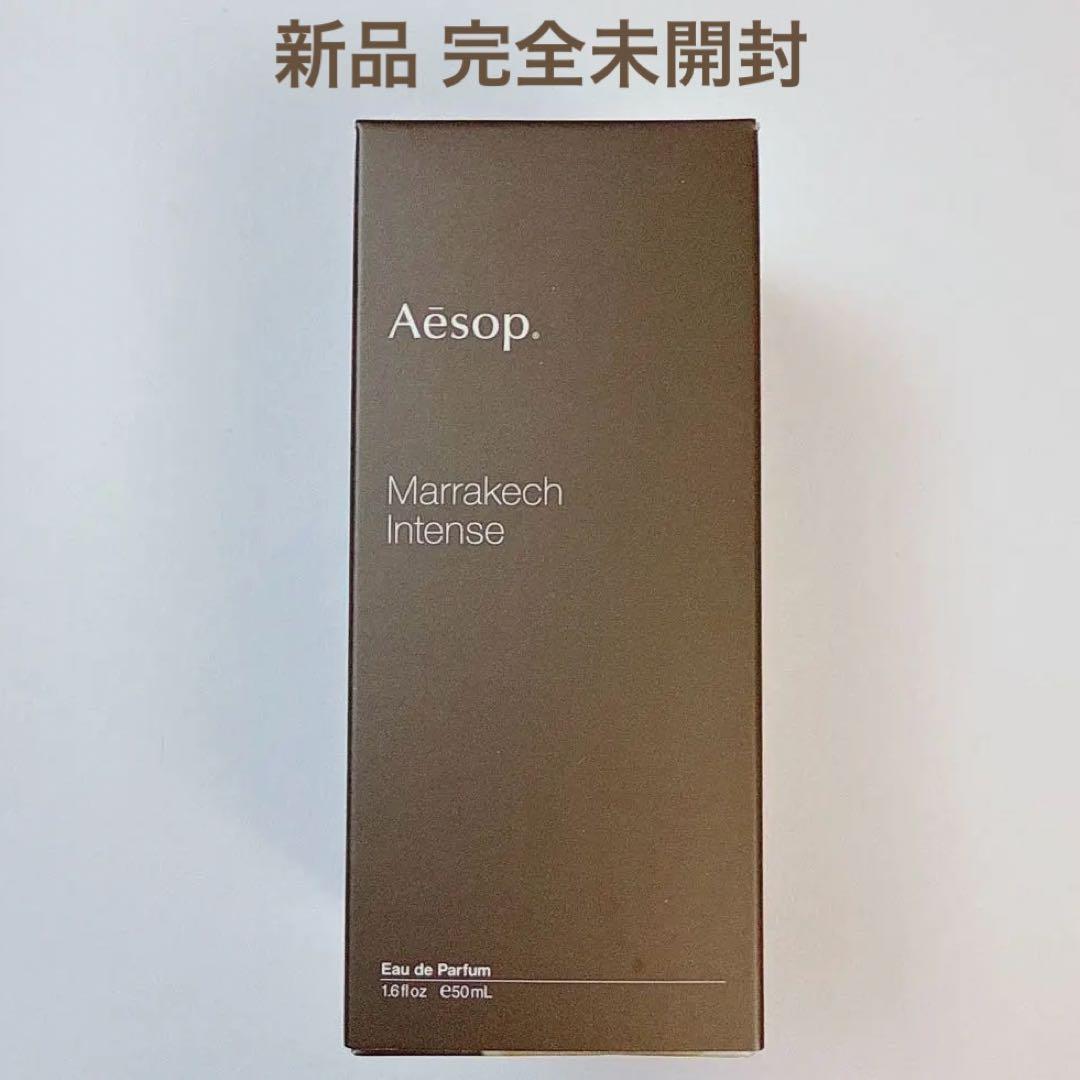 新品 完全未開封
Aēsop®
Marrakech
Intense
Eau de Parfum
1.6 fl oz ℮50 mL